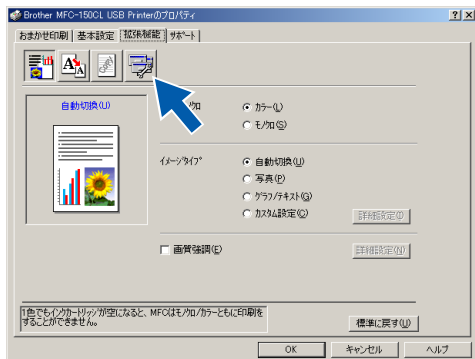 Brother MFC-150CL USB Printerのプロパティ
おまかせ印刷 基本設定 拡張機能 サポート
自動切換(U)
カラー(L)
モノクロ(S)
イメージタイプ
自動切換(U)
写真(P)
グラフ/テキスト(G)
カスタム設定(C)
詳細設定(I)
画質強調(E)
詳細設定(N)
1色でもインクカートリッジが空になると、MFCはモノクロ/カラーともに印刷を
することができません。
標準に戻す(U)
OK キャンセル ヘルプ